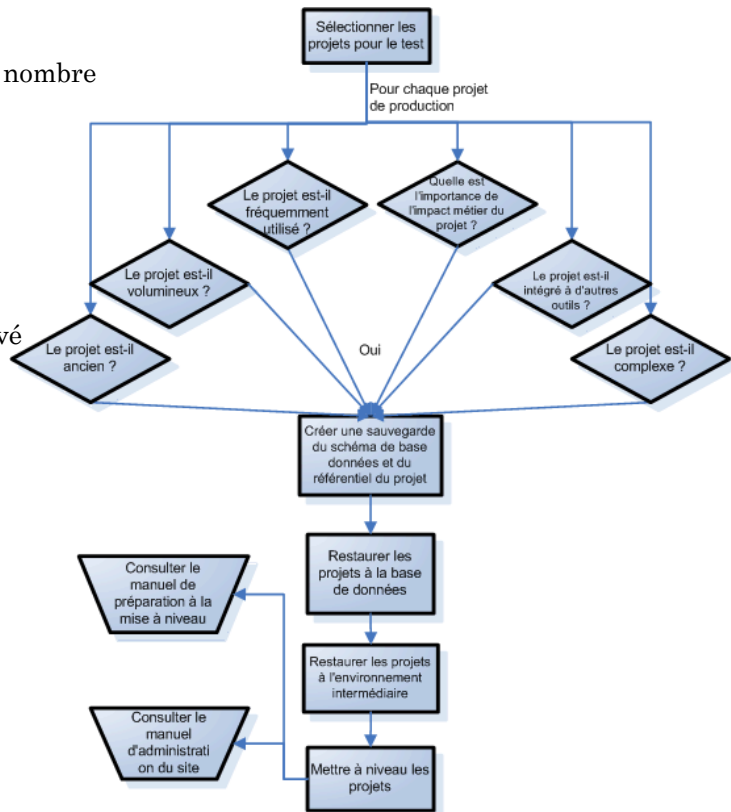 Sélectionner les
projets pour le test
nombre
Pour chaque projet
de production
Le projet est-il
fréquemment
utilisé ?
Quelle est
l'importance de
l'impact métier du
projet ?
Le projet est-il
volumineux ?
Le projet est-il
intégré à d'autres
outils ?
vé
Le projet est-il
ancien ?
Oui
Le projet est-il
complexe ?
Créer une sauvegarde
du schéma de base
données et du
référentiel du projet
Restaurer les
projets à la base
de données
Consulter le
manuel de
préparation à la
mise à niveau
Restaurer les projets
à l'environnement
intermédiaire
Consulter le
manuel
d'administrati
on du site
Mettre à niveau les
projets